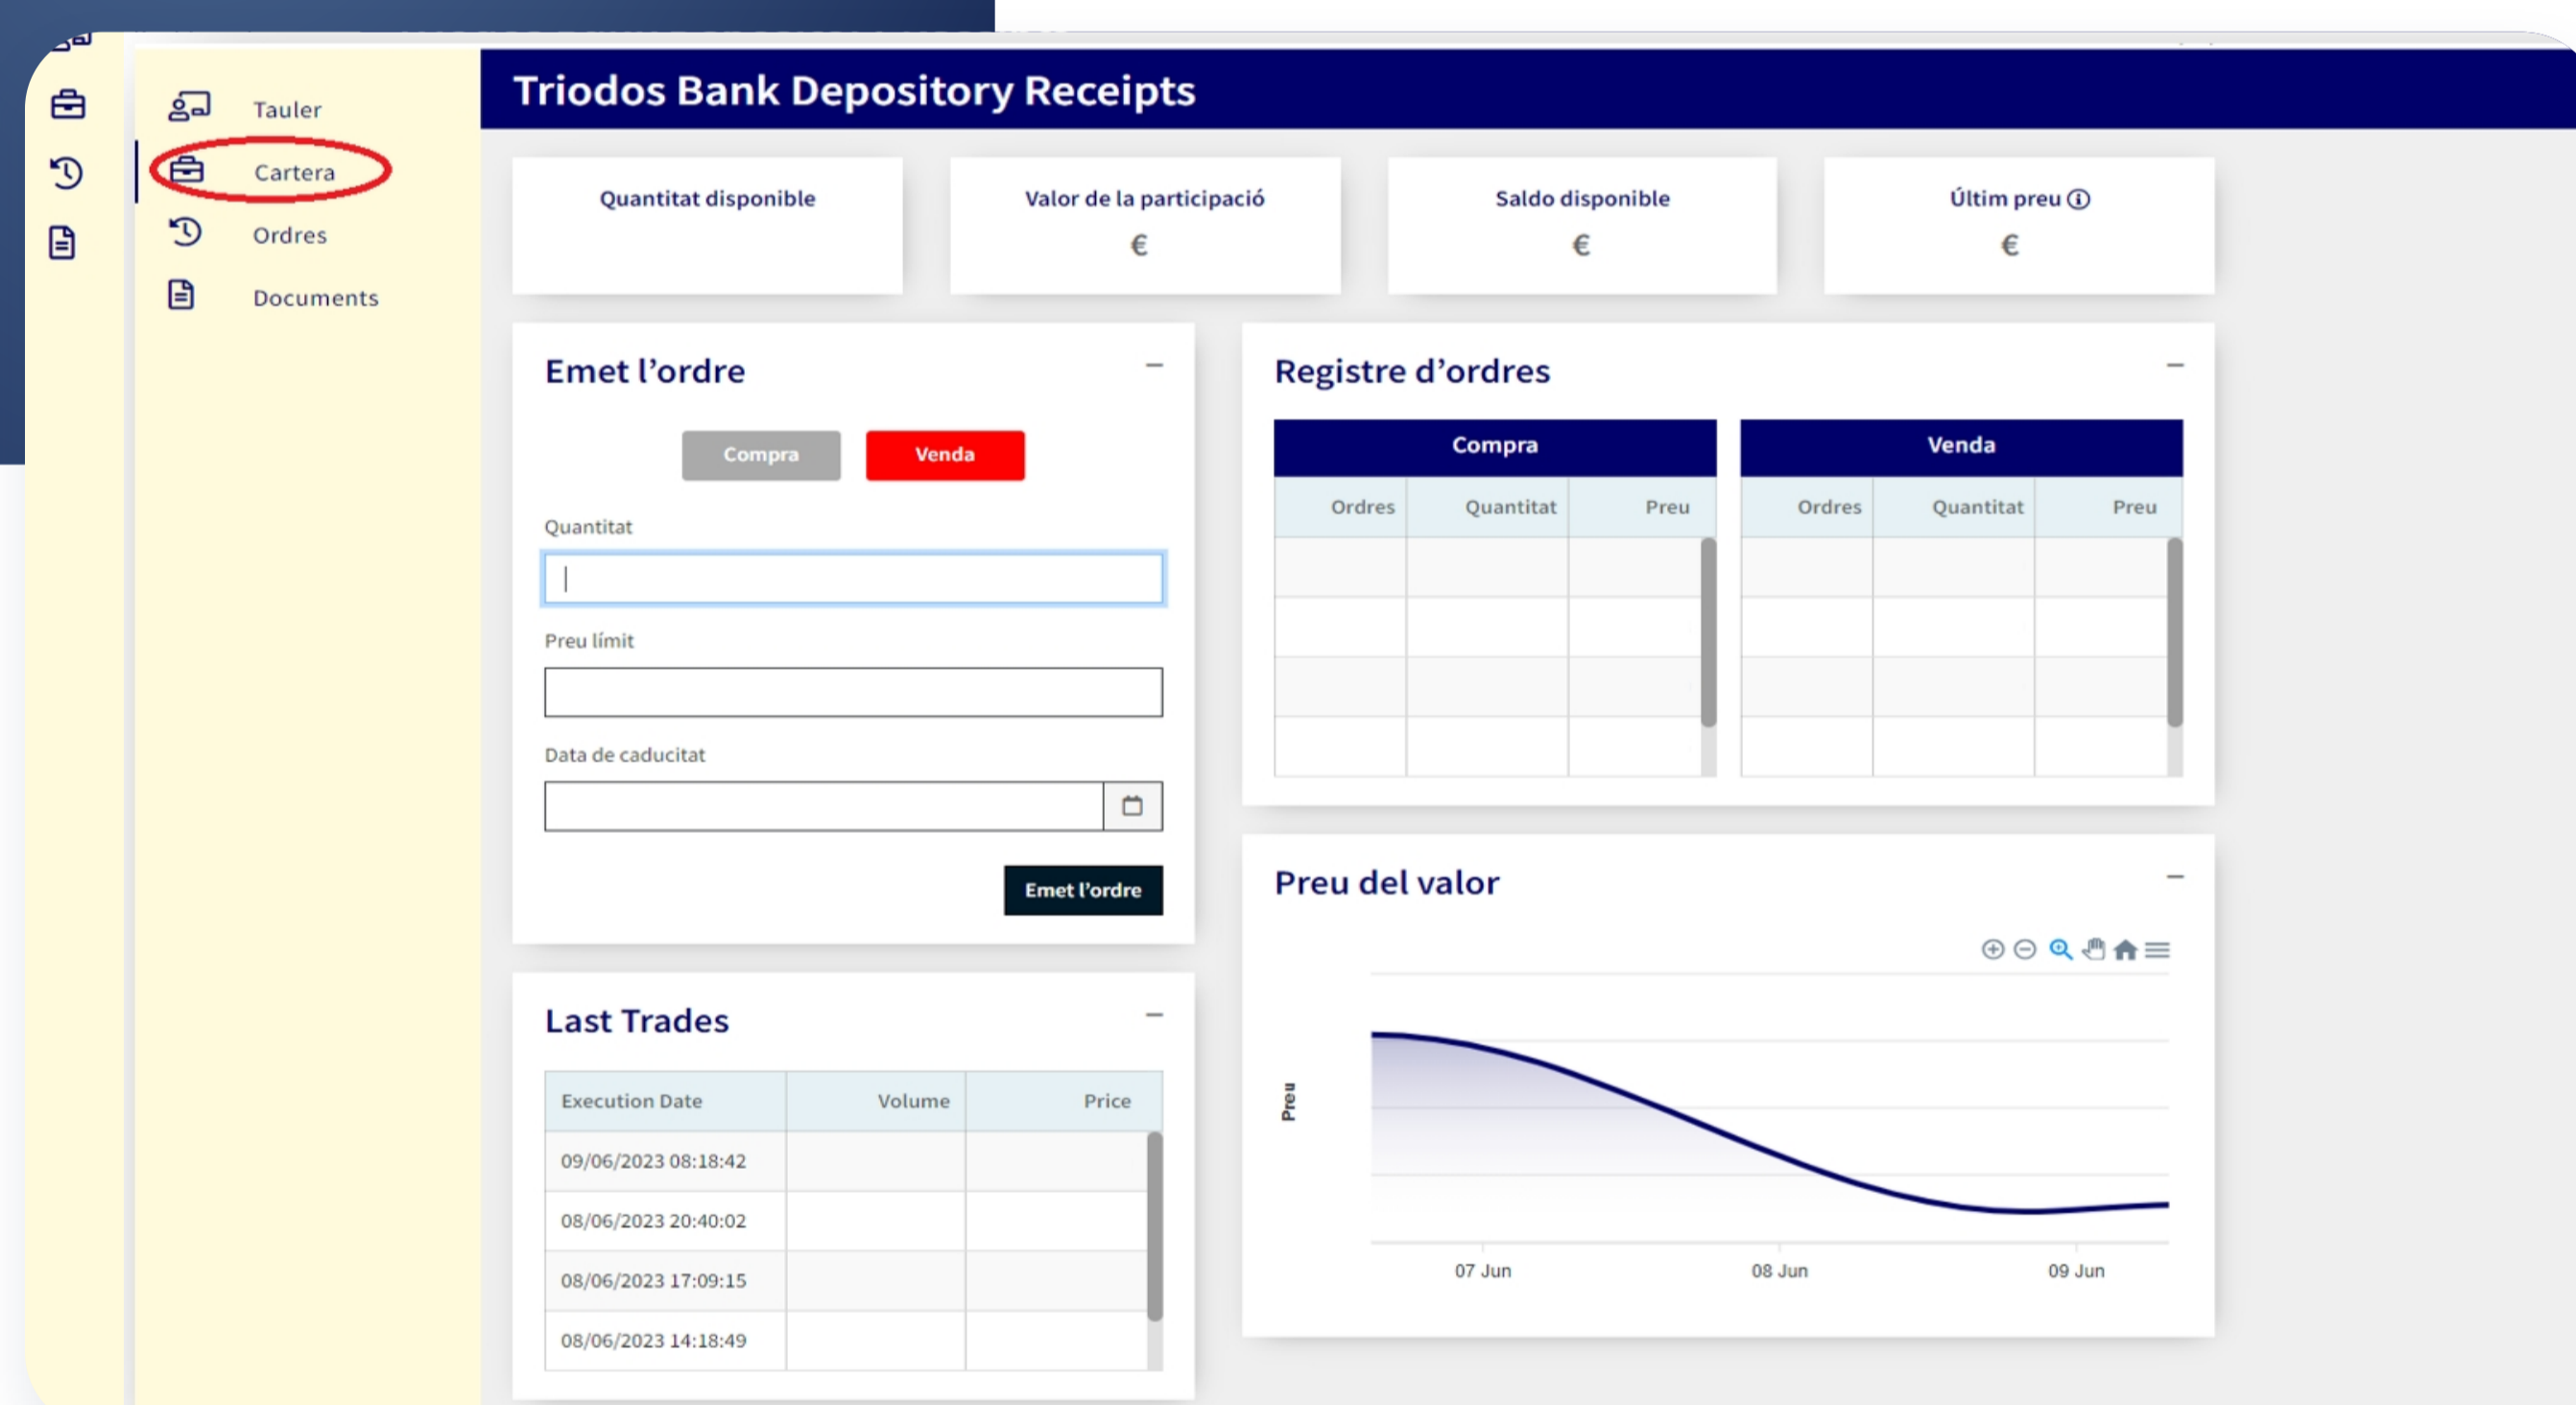 Tauler
Cartera
Ordres
Documents
Triodos Bank Depository Receipts
Quantitat disponible
Valor de la participació
€
Saldo disponible
€
Últim preu
€
Emet l’ordre
Compra Venda
Quantitat
Preu límit
Data de caducitat
Emet l’ordre
Registre d’ordres
Compra Venda
Ordres Quantitat Preu Ordres Quantitat Preu
Last Trades
Execution Date Volume Price
09/06/2023 08:18:42
08/06/2023 20:40:02
08/06/2023 17:09:15
08/06/2023 14:18:49
Preu del valor
Preu
07 Jun 08 Jun 09 Jun